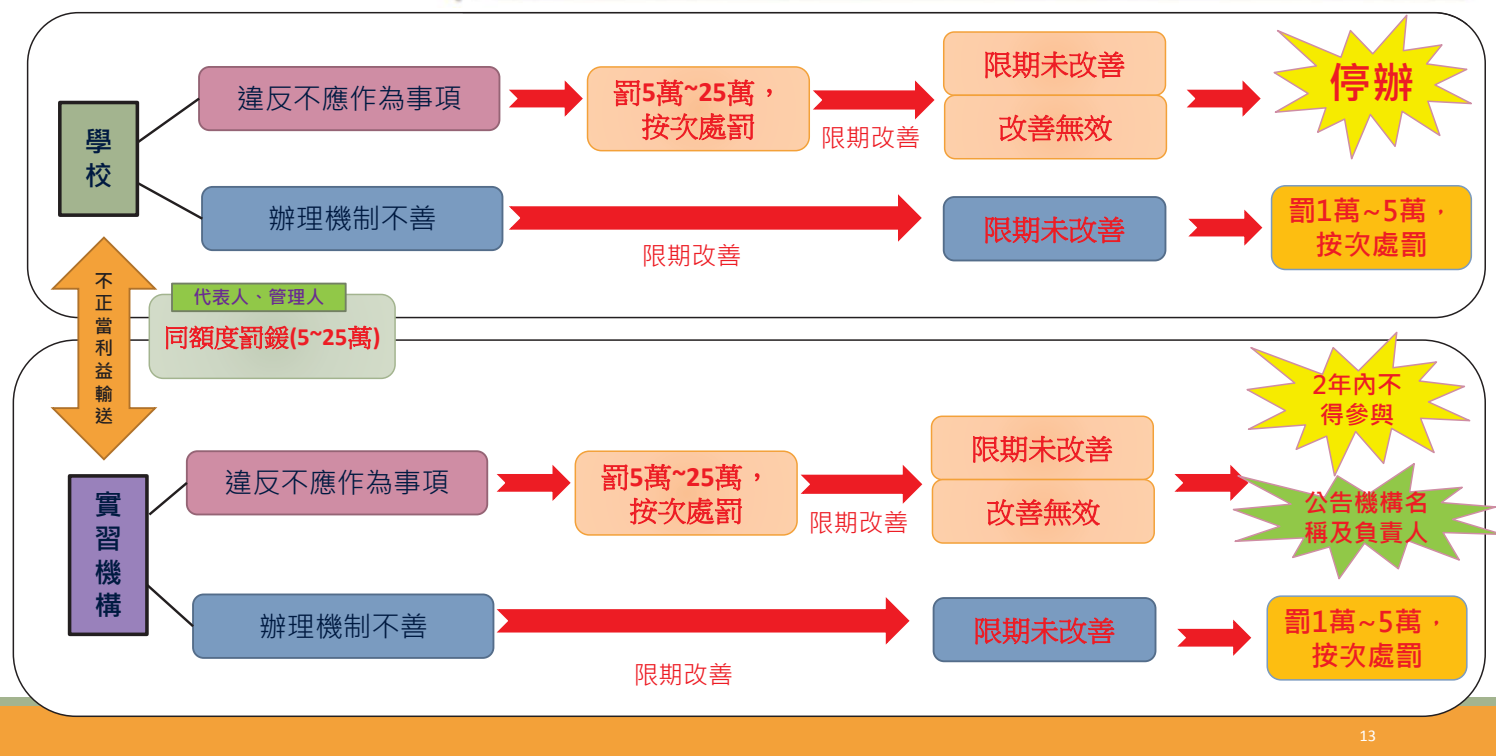 學
校
違反不應作為事項
罰5萬~25萬，
按次處罰
限期改善
限期未改善
改善無效
停辦
辦理機制不善
限期改善
限期未改善
罰1萬~5萬，
按次處罰
不
正
當
利
益
輸
送
代表人、管理人
同額度罰鍰(5~25萬)
實
習
機
構
違反不應作為事項
罰5萬~25萬，
按次處罰
限期改善
限期未改善
改善無效
2年內不
得參與
公告機構名
稱及負責人
辦理機制不善
限期改善
限期未改善
罰1萬~5萬，
按次處罰
13